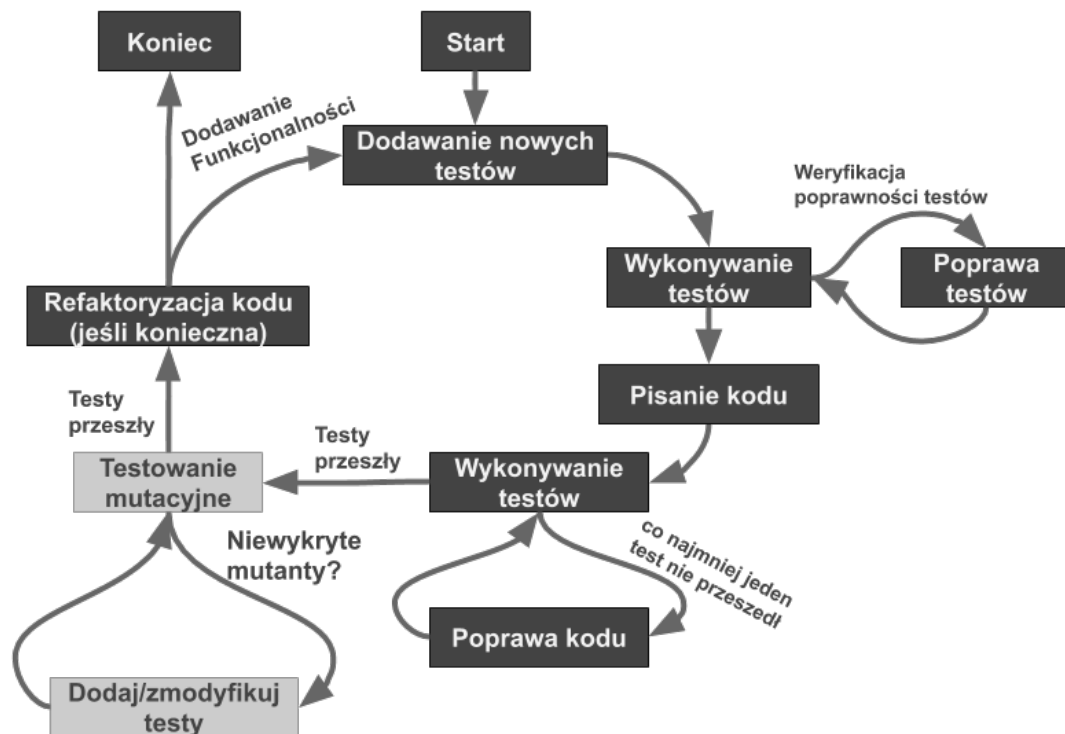 Koniec
Start
Dodawanie
Funkcjonalności
Dodawanie nowych
testów
Weryfikacja
poprawności testów
Wykonywanie
testów
Poprawa
testów
Refaktoryzacja kodu
(jeśli konieczna)
Pisanie kodu
Testy
przeszły
Testy
przeszły
Testowanie
mutacyjne
Wykonywanie
testów
Niewykryte
mutanty?
co najmniej jeden
test nie przeszedł
Poprawa kodu
Dodaj/zmodyfikuj
testy